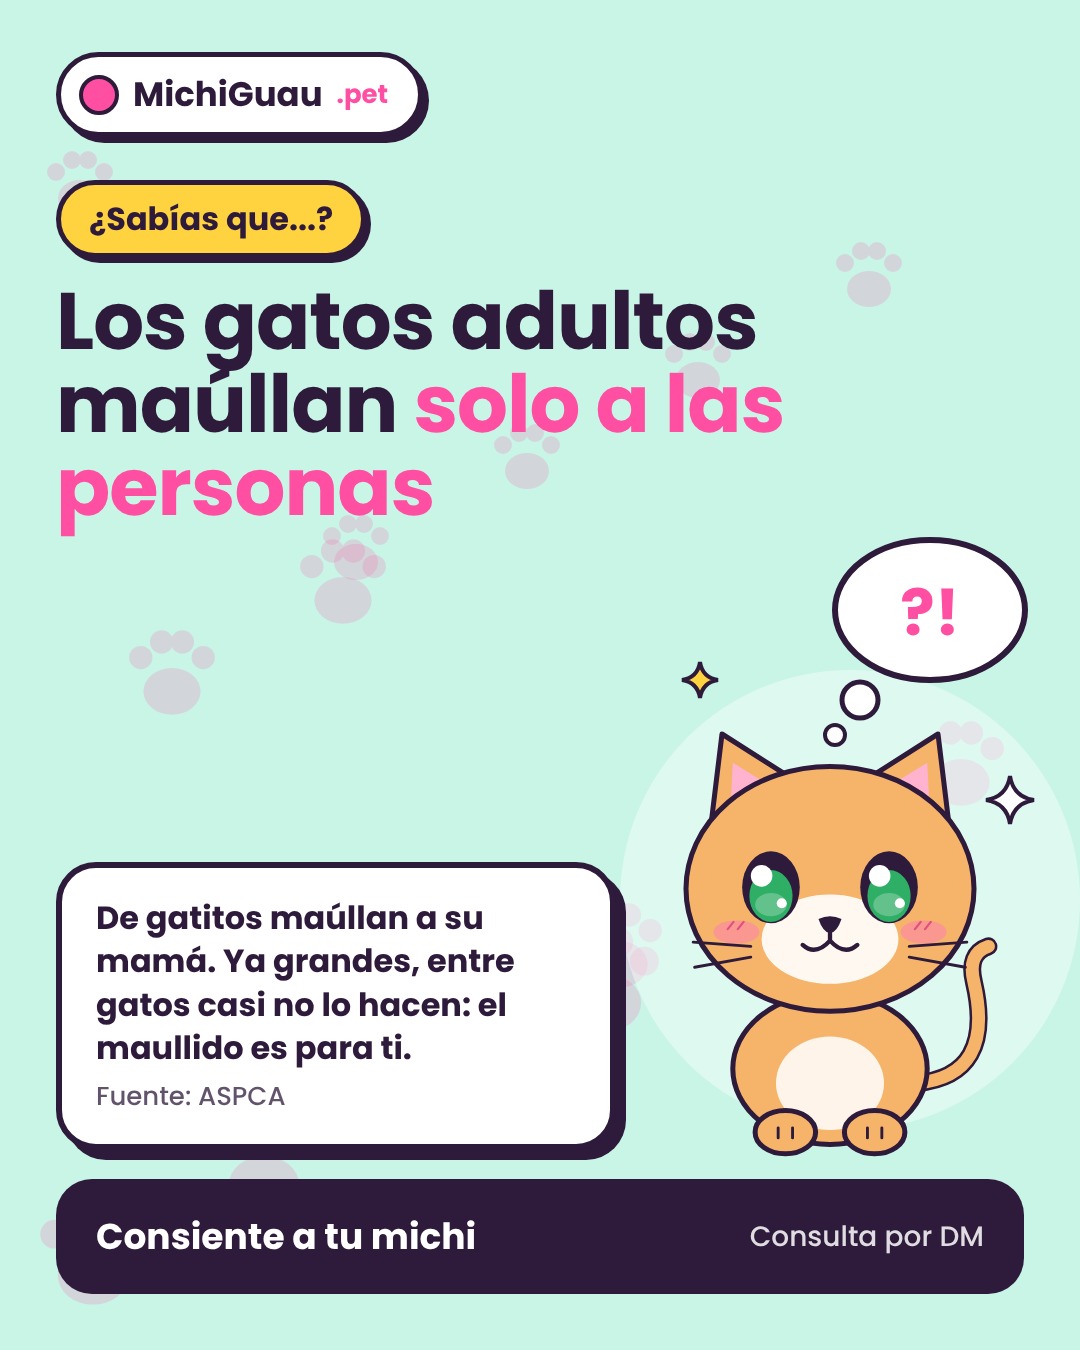 MichiGuau .pet
¿Sabías que...?
Los gatos adultos
maúllan solo a las
personas
?!
De gatitos maúllan a su
mamá. Ya grandes, entre
gatos casi no lo hacen: el
maullido es para ti.
Fuente: ASPCA
Consiente a tu michi
Consulta por DM